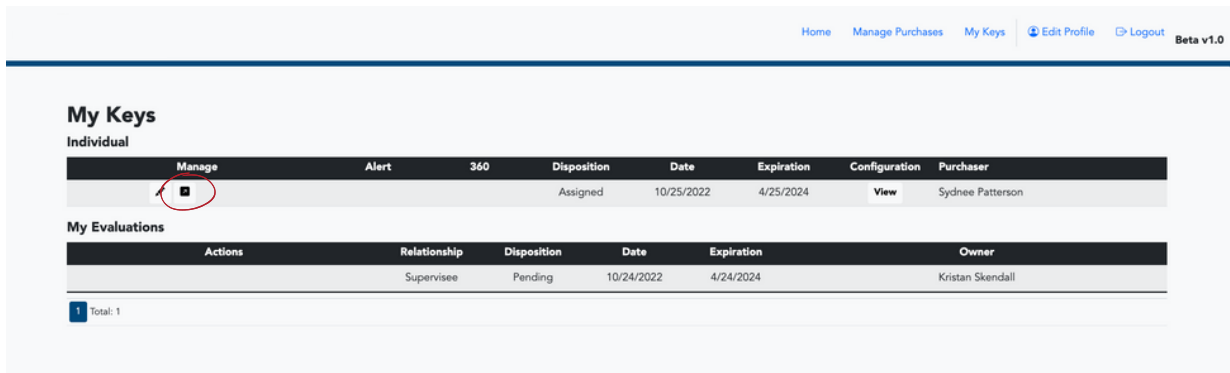 Home Manage Purchases My Keys Edit Profile Logout Beta v1.0
My Keys
Individual
Manage Alert 360 Disposition Date Expiration Configuration Purchaser
Assigned 10/25/2022 4/25/2024 View Sydnee Patterson
My Evaluations
Actions Relationship Disposition Date Expiration Owner
Supervisee Pending 10/24/2022 4/24/2024 Kristan Skendall
1 Total: 1